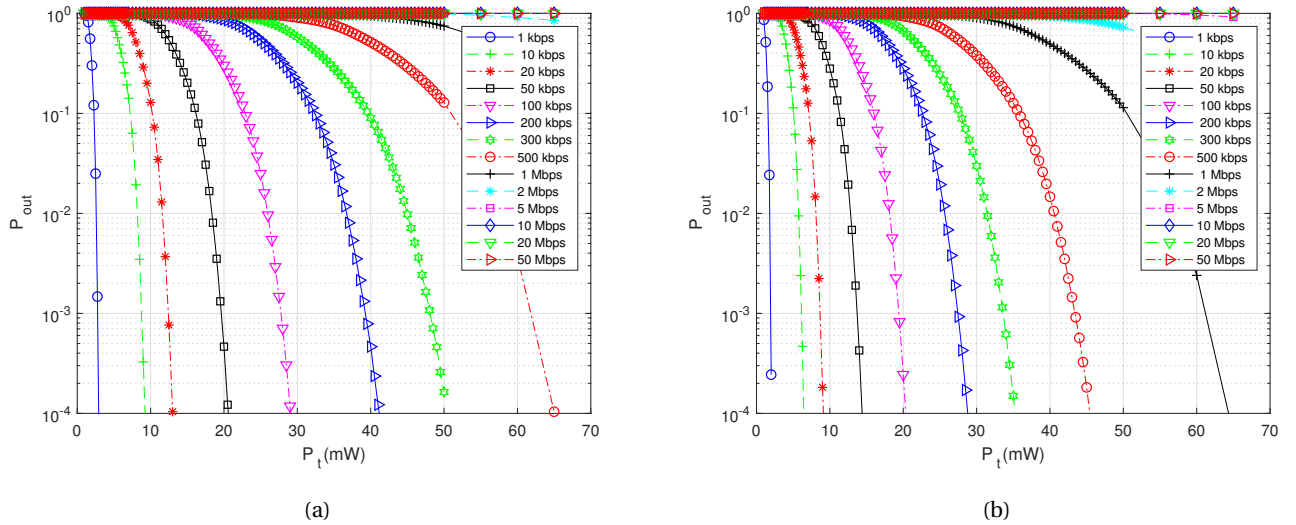 10^0
10^-1
10^-2
10^-3
10^-4
P_out
0 10 20 30 40 50 60 70
P_t(mW)
1 kbps
10 kbps
20 kbps
50 kbps
100 kbps
200 kbps
300 kbps
500 kbps
1 Mbps
2 Mbps
5 Mbps
10 Mbps
20 Mbps
50 Mbps
(a)
10^0
10^-1
10^-2
10^-3
10^-4
P_out
0 10 20 30 40 50 60 70
P_t(mW)
1 kbps
10 kbps
20 kbps
50 kbps
100 kbps
200 kbps
300 kbps
500 kbps
1 Mbps
2 Mbps
5 Mbps
10 Mbps
20 Mbps
50 Mbps
(b)